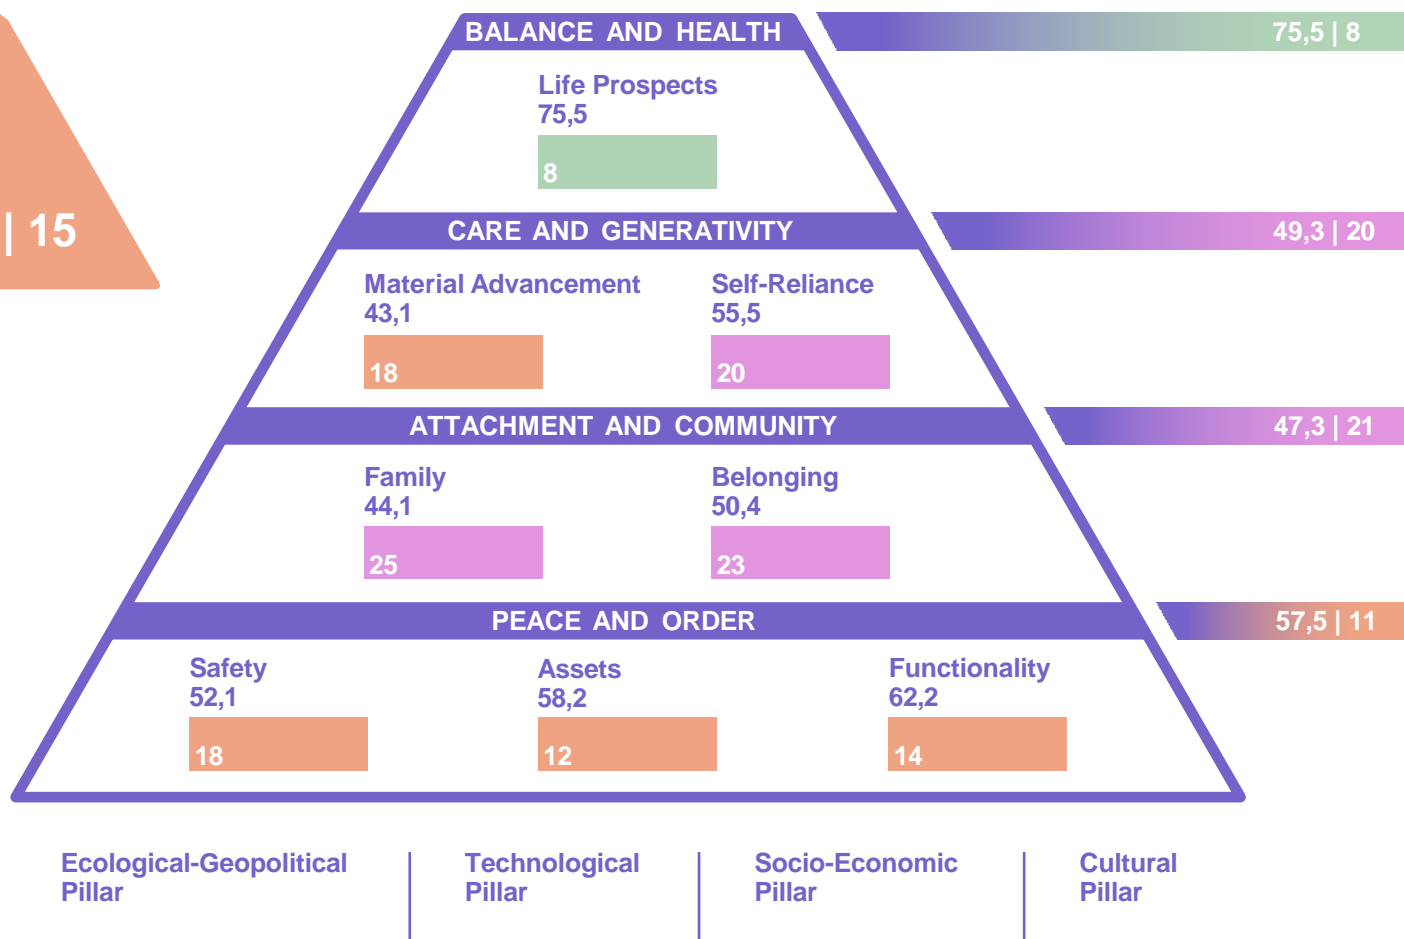 BALANCE AND HEALTH
75,5 | 8
Life Prospects
75,5
8
| 15
CARE AND GENERATIVITY
49,3 | 20
Material Advancement
43,1
18
Self-Reliance
55,5
20
ATTACHMENT AND COMMUNITY
47,3 | 21
Family
44,1
25
Belonging
50,4
23
PEACE AND ORDER
57,5 | 11
Safety
52,1
18
Assets
58,2
12
Functionality
62,2
14
Ecological-Geopolitical
Pillar
Technological
Pillar
Socio-Economic
Pillar
Cultural
Pillar